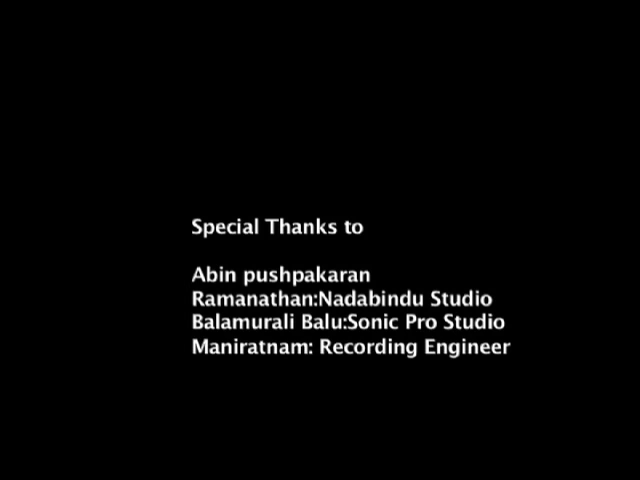 Special Thanks to
Abin pushpakaran
Ramanathan:Nadabindu Studio
Balamurali Balu:Sonic Pro Studio
Maniratnam: Recording Engineer